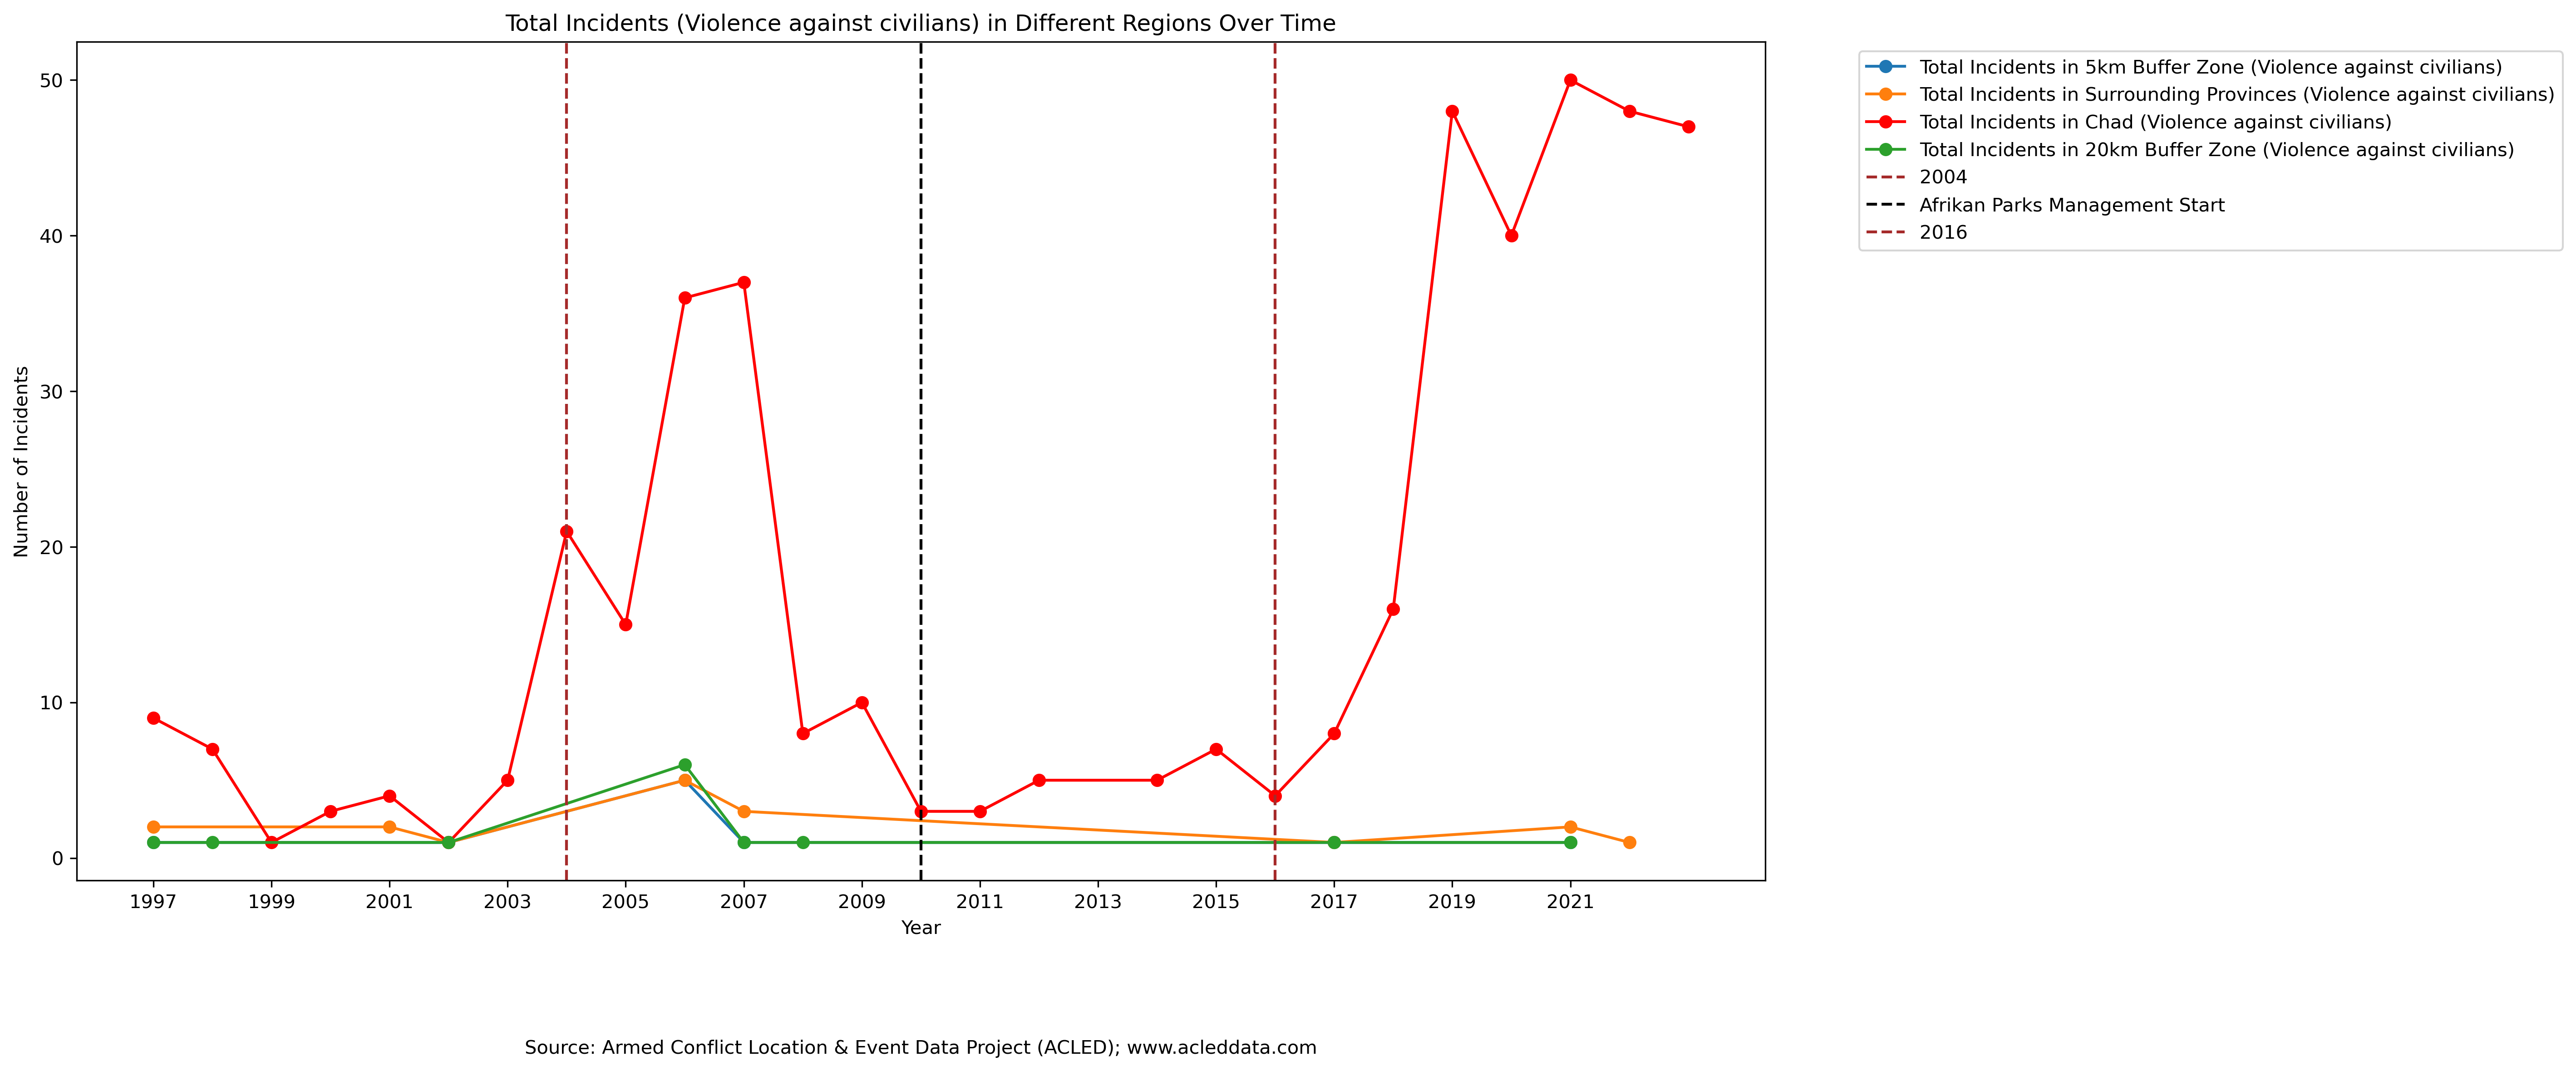 Total Incidents (Violence against civilians) in Different Regions Over Time
Total Incidents in 5km Buffer Zone (Violence against civilians)
Total Incidents in Surrounding Provinces (Violence against civilians)
Total Incidents in Chad (Violence against civilians)
Total Incidents in 20km Buffer Zone (Violence against civilians)
2004
Afrikan Parks Management Start
2016
Number of Incidents
50
40
30
20
10
0
1997 1999 2001 2003 2005 2007 2009 2011 2013 2015 2017 2019 2021
Year
Source: Armed Conflict Location & Event Data Project (ACLED); www.acleddata.com